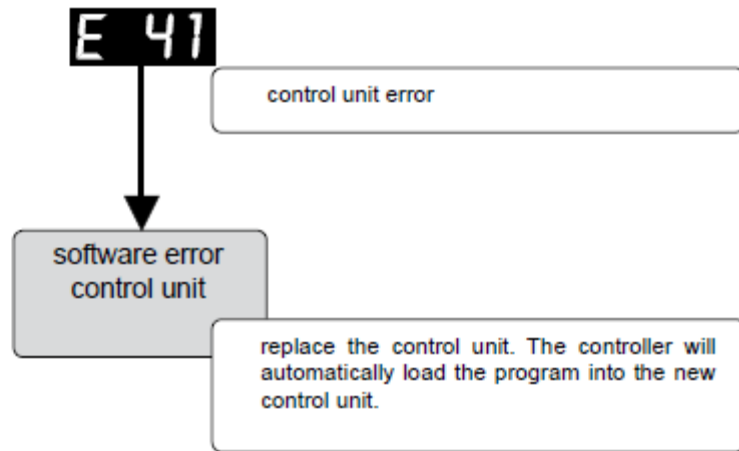 E 41
control unit error
software error
control unit
replace the control unit. The controller will
automatically load the program into the new
control unit.